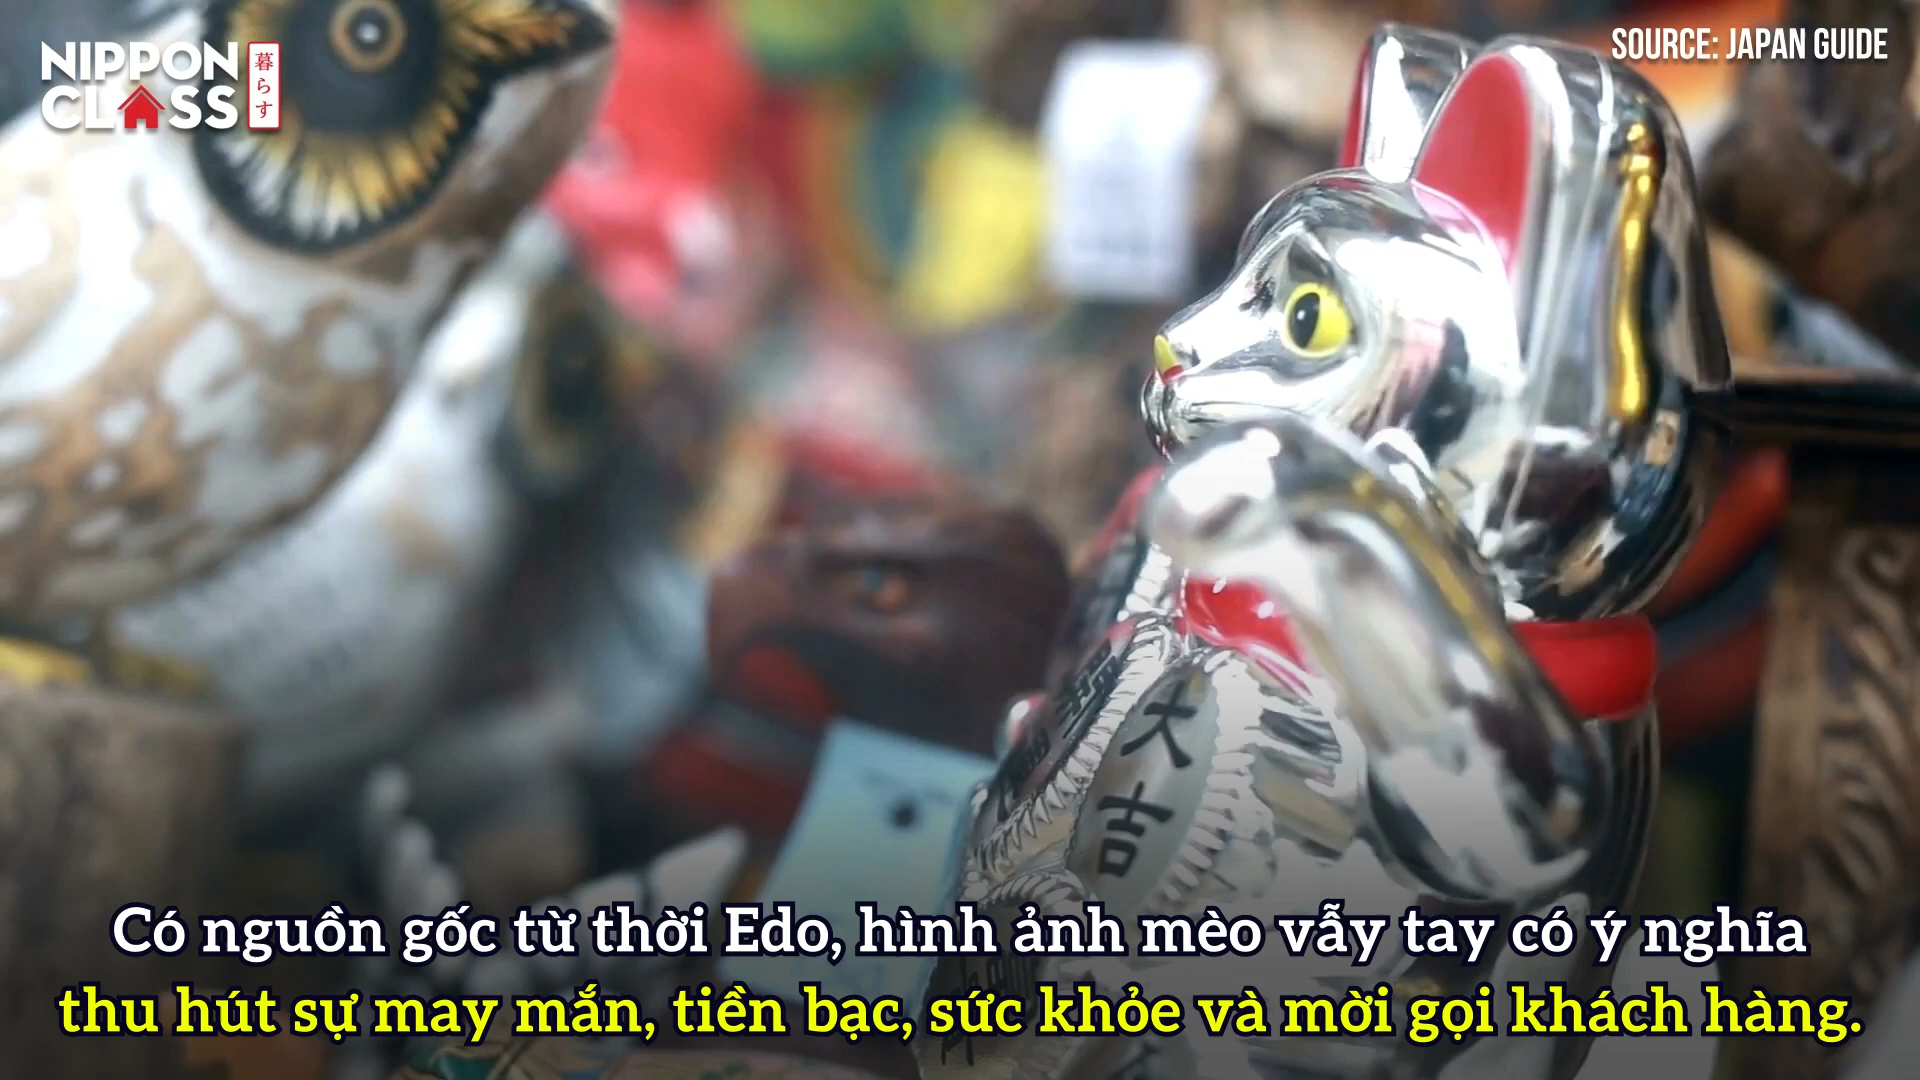 NIPPON
CLASS
暮らす
SOURCE: JAPAN GUIDE
大吉
Có nguồn gốc từ thời Edo, hình ảnh mèo vẫy tay có ý nghĩa
thu hút sự may mắn, tiền bạc, sức khỏe và mời gọi khách hàng.